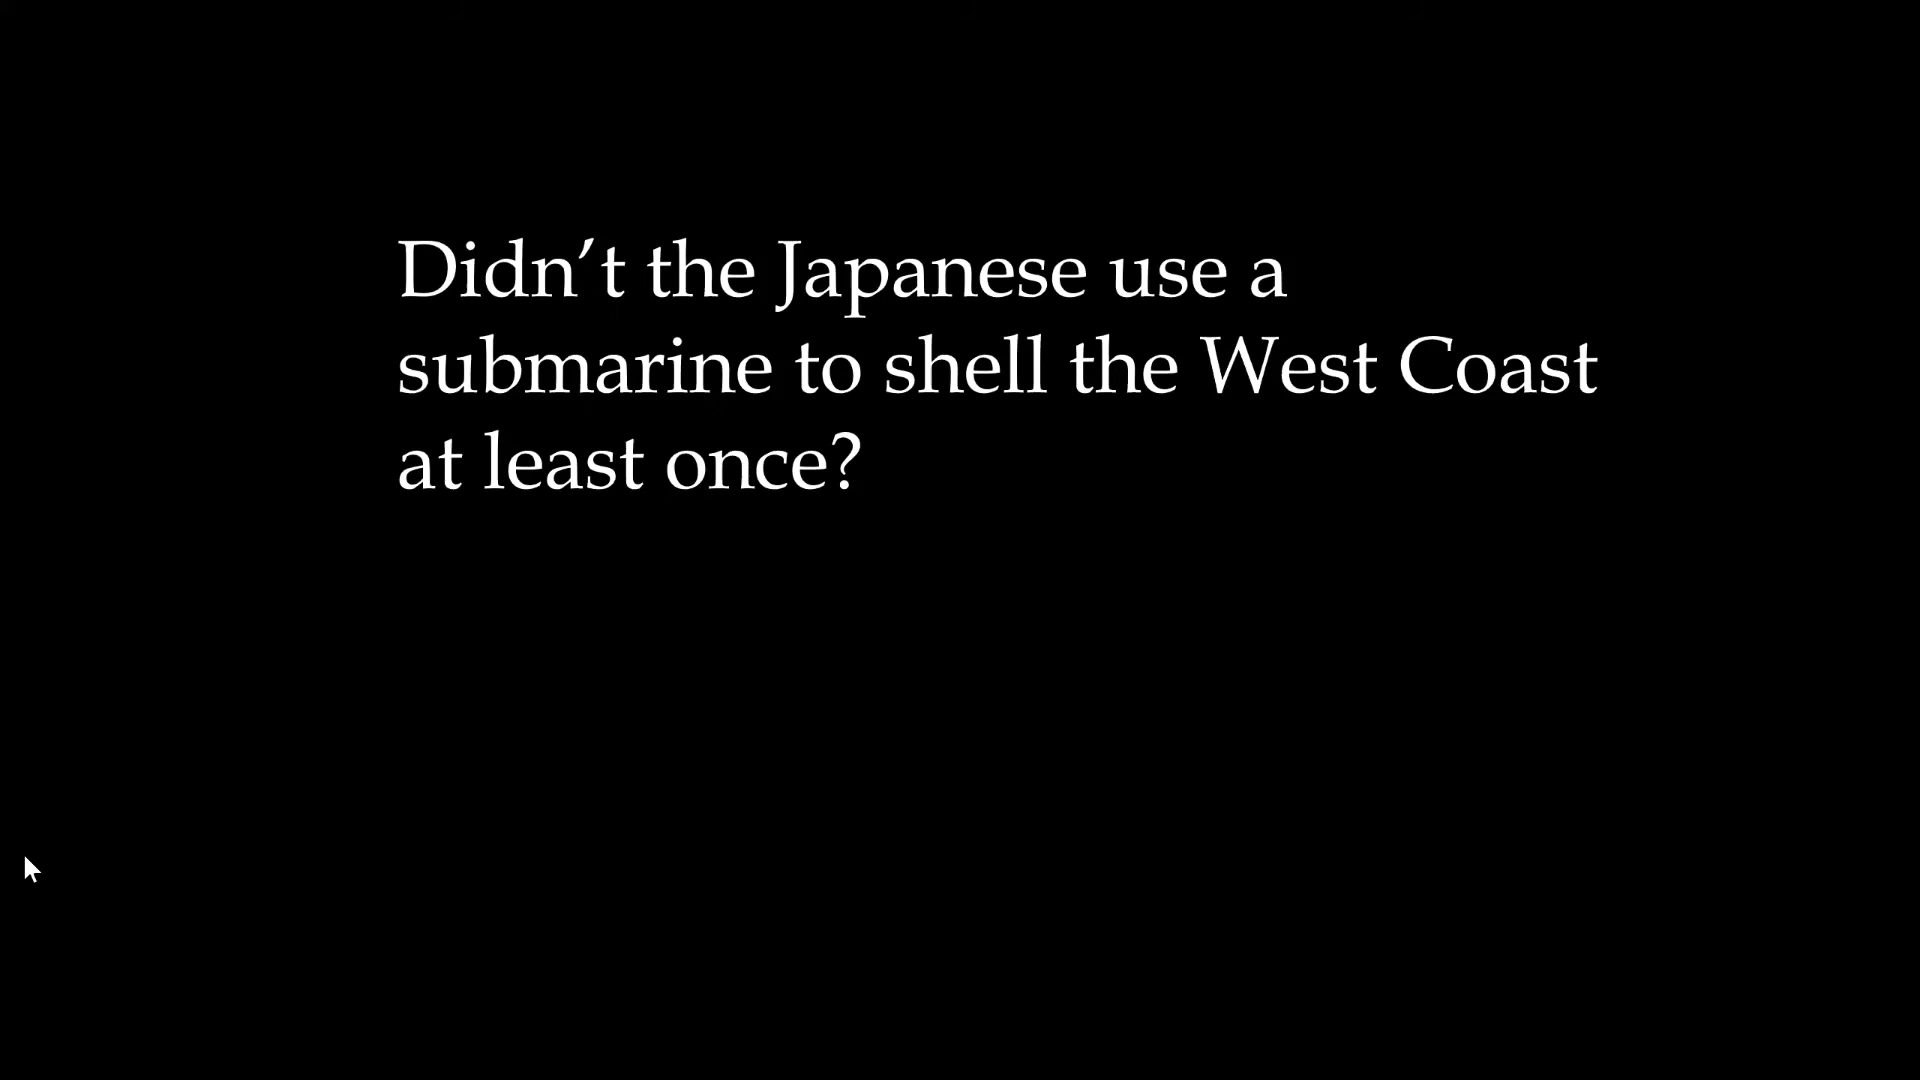 Didn’t the Japanese use a
submarine to shell the West Coast
at least once?